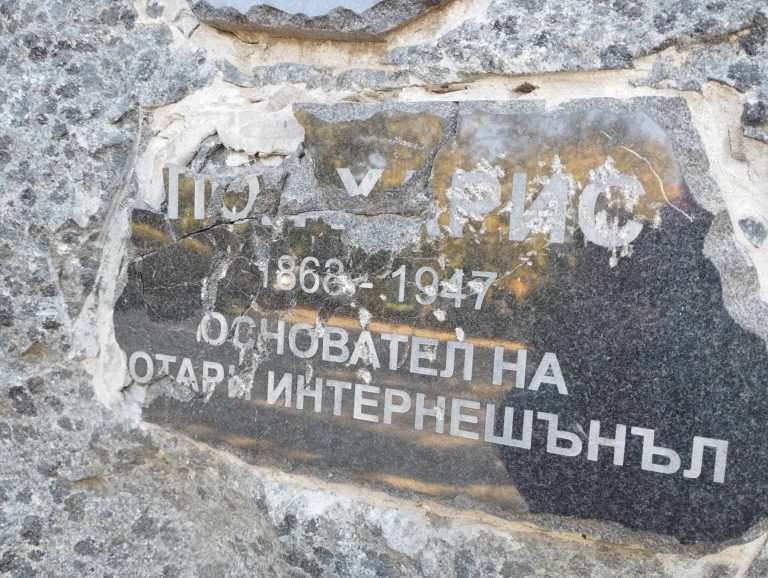 1868 - 1947
ОСНОВАТЕЛ НА
ОТАРИ ИНТЕРНЕШЪНЪЛ